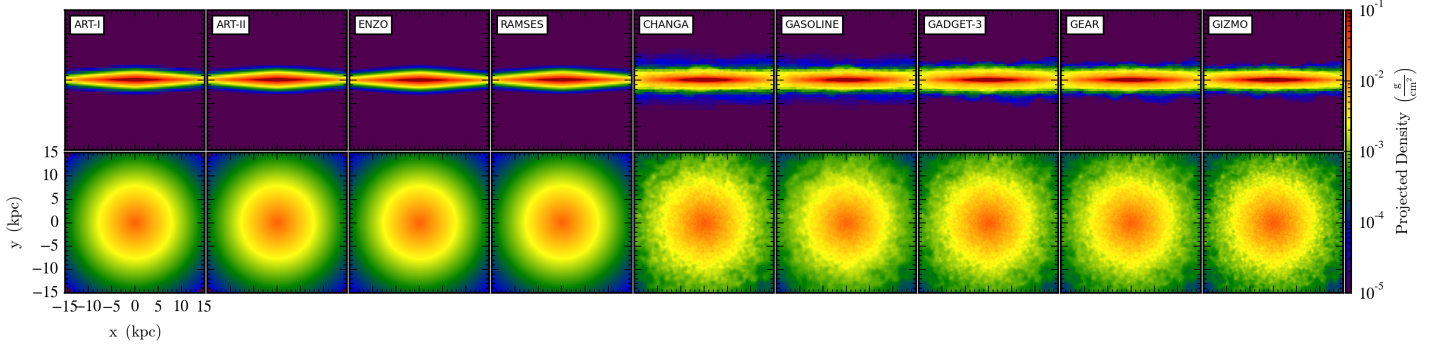 ART-I ART-II ENZO RAMSES CHANGA GASOLINE GADGET-3 GEAR GIZMO
10^-1
10^-2
10^-3
10^-4
10^-5
Projected Density (g/cm^2)
15
10
5
0
−5
−10
−15
y (kpc)
−15 −10 −5 0 5 10 15
x (kpc)